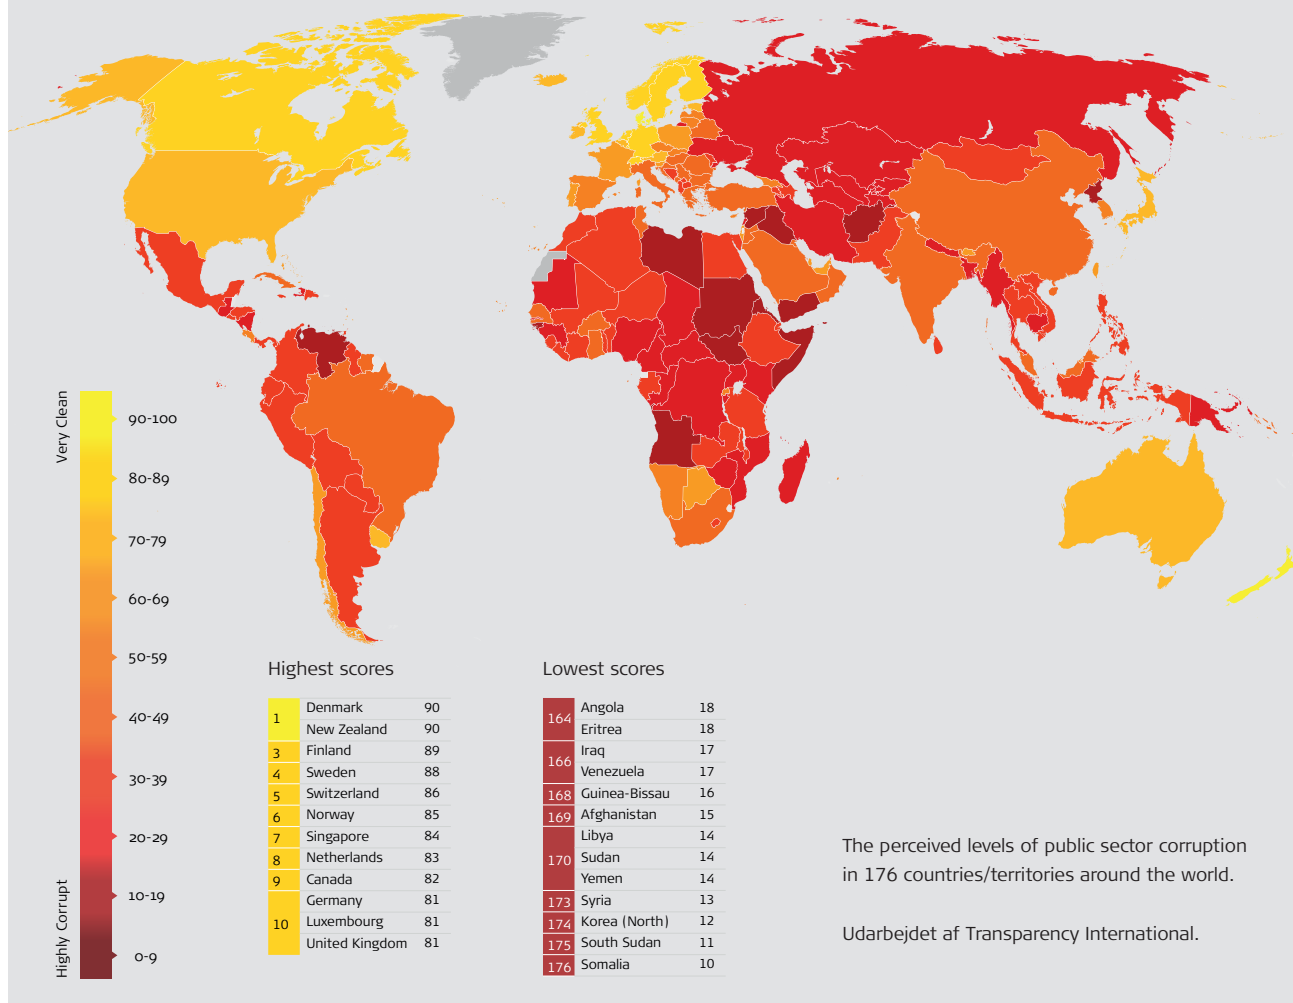 Very Clean
Highly Corrupt
90-100
80-89
70-79
60-69
50-59
40-49
30-39
20-29
10-19
0-9
Highest scores
1 Denmark 90
New Zealand 90
3 Finland 89
4 Sweden 88
5 Switzerland 86
6 Norway 85
7 Singapore 84
8 Netherlands 83
9 Canada 82
10 Germany 81
Luxembourg 81
United Kingdom 81
Lowest scores
164 Angola 18
Eritrea 18
166 Iraq 17
Venezuela 17
168 Guinea-Bissau 16
169 Afghanistan 15
170 Libya 14
Sudan 14
Yemen 14
173 Syria 13
174 Korea (North) 12
175 South Sudan 11
176 Somalia 10
The perceived levels of public sector corruption
in 176 countries/territories around the world.
Udarbejdet af Transparency International.